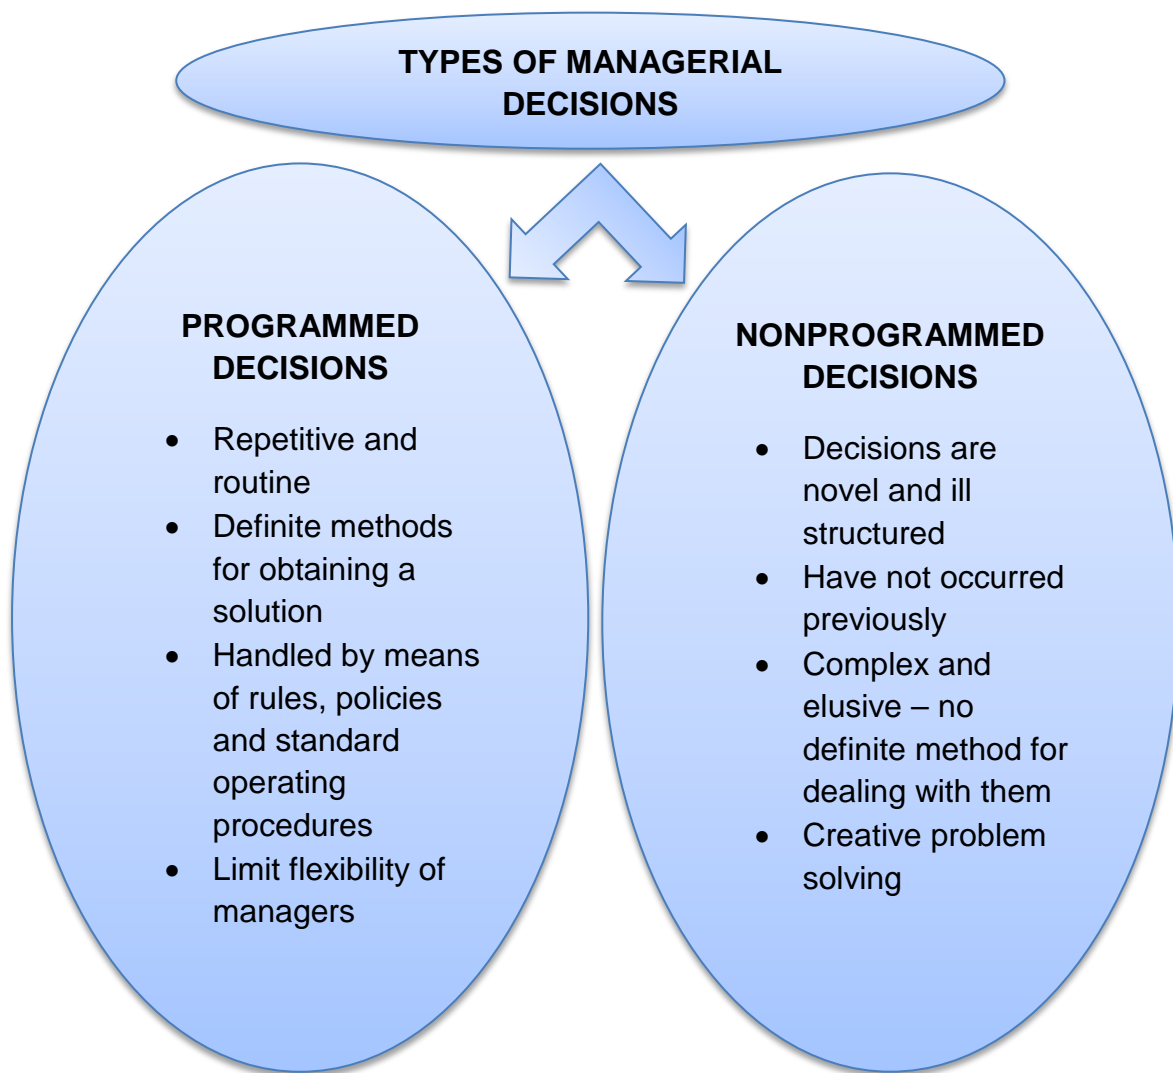 TYPES OF MANAGERIAL
DECISIONS
PROGRAMMED
DECISIONS
• Repetitive and
routine
• Definite methods
for obtaining a
solution
• Handled by means
of rules, policies
and standard
operating
procedures
• Limit flexibility of
managers
NONPROGRAMMED
DECISIONS
• Decisions are
novel and ill
structured
• Have not occurred
previously
• Complex and
elusive – no
definite method for
dealing with them
• Creative problem
solving